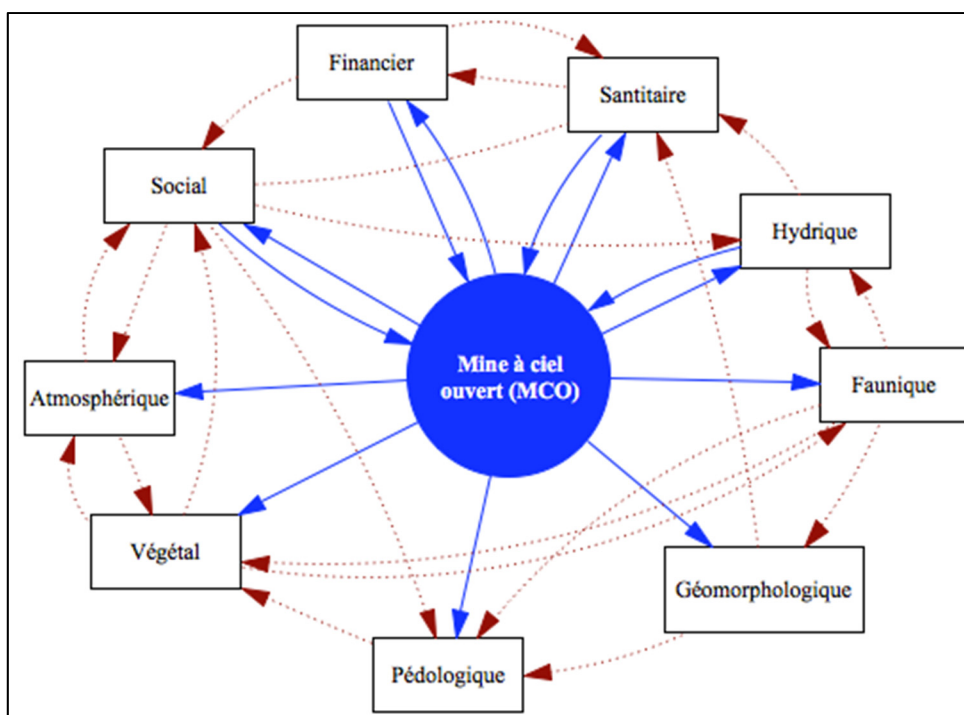 Financier
Santitaire
Social
Hydrique
Mine à ciel
ouvert (MCO)
Faunique
Atmosphérique
Végétal
Géomorphologique
Pédologique